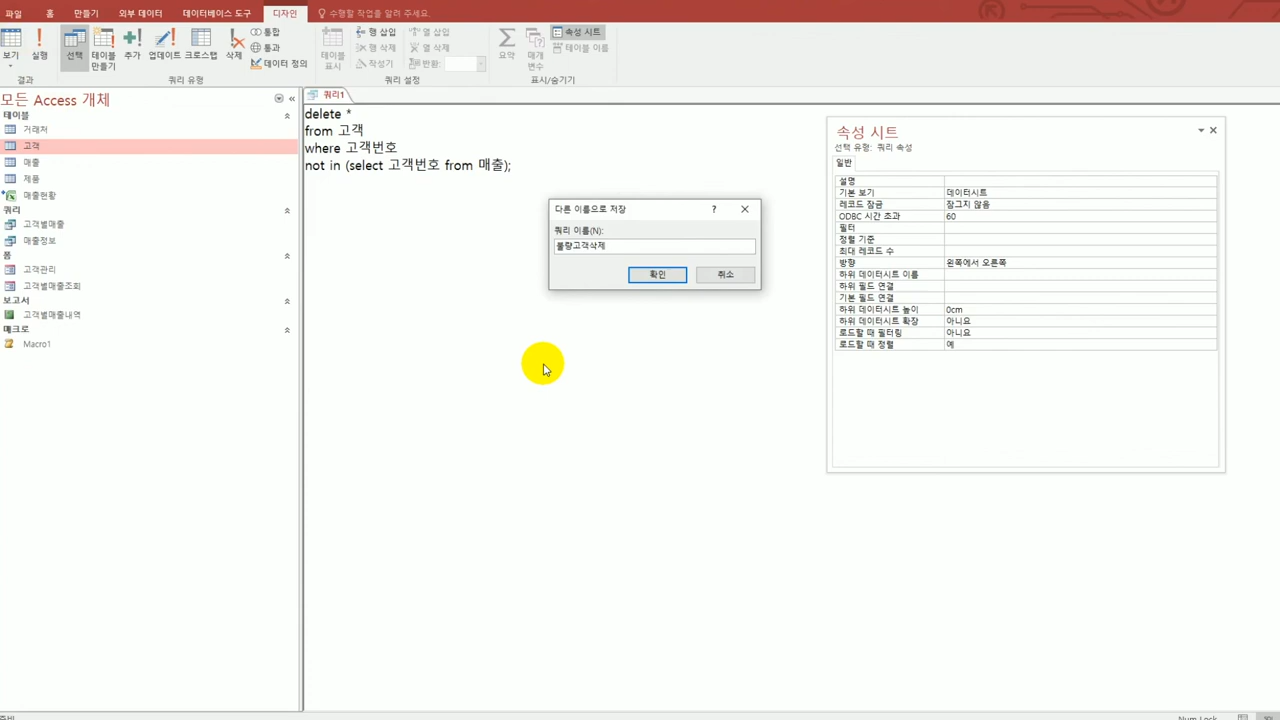 파일 홈 만들기 외부 데이터 데이터베이스 도구 디자인 수행할 작업을 알려 주세요.
보기 실행 선택 테이블 만들기 추가 업데이트 크로스탭 삭제 통합 통과 데이터 정의 테이블 표시 행 삽입 행 삭제 작성기 열 삽입 열 삭제 반환: 요약 매개 변수 속성 시트 테이블 이름
결과 쿼리 유형 쿼리 설정 표시/숨기기
모든 Access 개체
테이블
거래처
고객
매출
제품
매출현황
쿼리
고객별매출
매출정보
폼
고객관리
고객별매출조회
보고서
고객별매출내역
매크로
Macro1
쿼리1
delete *
from 고객
where 고객번호
not in (select 고객번호 from 매출);
다른 이름으로 저장 ?
쿼리 이름(N):
불량고객삭제
확인 취소
속성 시트
선택 유형: 쿼리 속성
일반
설명
기본 보기 데이터시트
레코드 잠금 잠그지 않음
ODBC 시간 초과 60
필터
정렬 기준
최대 레코드 수
방향 왼쪽에서 오른쪽
하위 데이터시트 이름
하위 필드 연결
기본 필드 연결
하위 데이터시트 높이 0cm
하위 데이터시트 확장 아니요
로드할 때 필터링 아니요
로드할 때 정렬 예
Num Lock